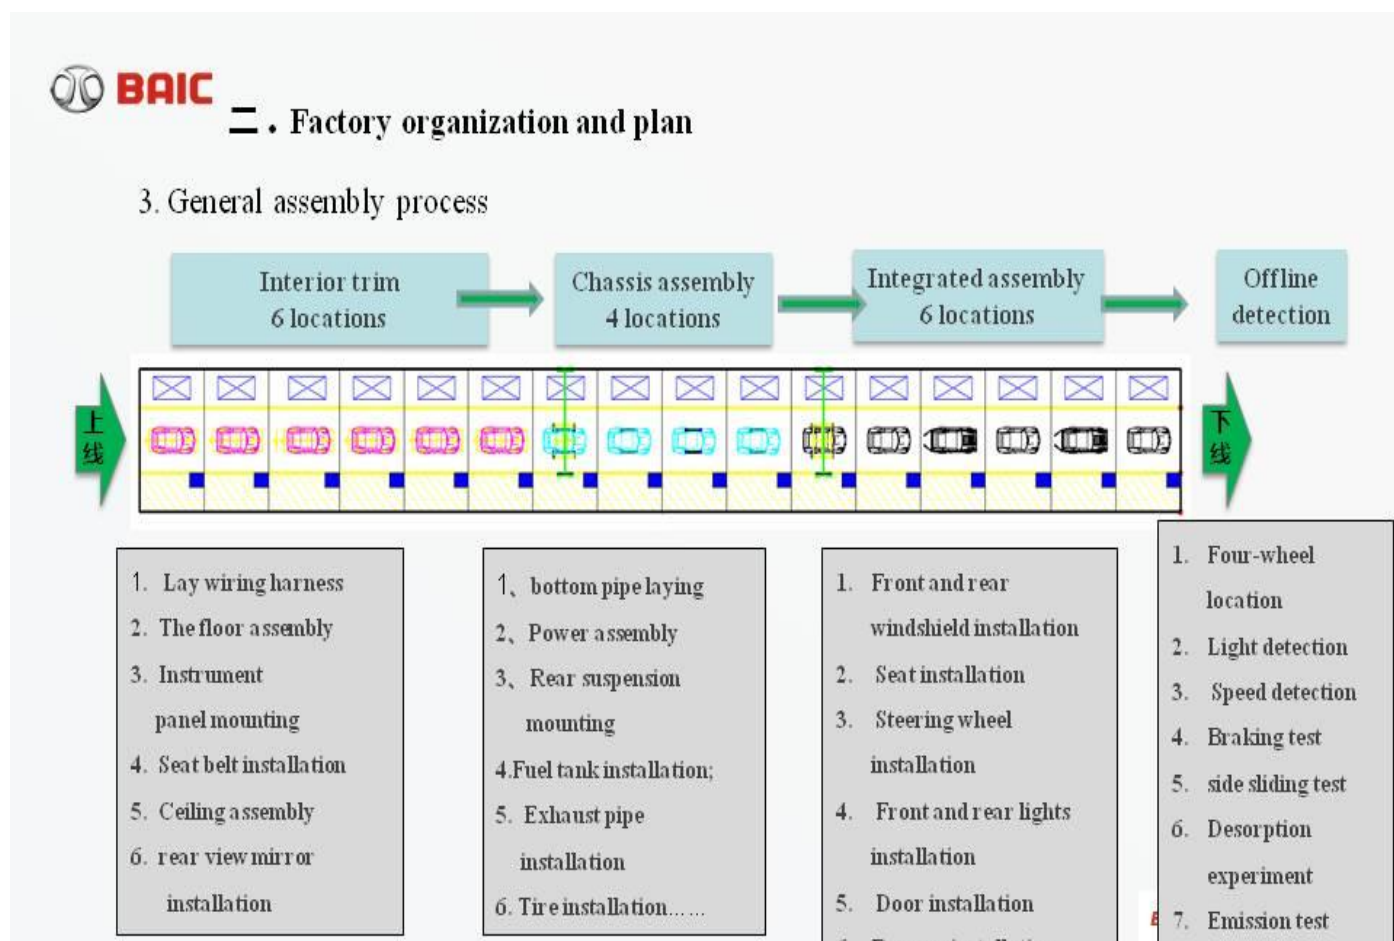 BAIC
二. Factory organization and plan
3. General assembly process
Interior trim
6 locations
Chassis assembly
4 locations
Integrated assembly
6 locations
Offline
detection
上线
下线
1. Lay wiring harness
2. The floor assembly
3. Instrument
panel mounting
4. Seat belt installation
5. Ceiling assembly
6. rear view mirror
installation
1、bottom pipe laying
2、Power assembly
3、Rear suspension
mounting
4.Fuel tank installation;
5. Exhaust pipe
installation
6. Tire installation……
1. Front and rear
windshield installation
2. Seat installation
3. Steering wheel
installation
4. Front and rear lights
installation
5. Door installation
1. Four-wheel
location
2. Light detection
3. Speed detection
4. Braking test
5. side sliding test
6. Desorption
experiment
7. Emission test